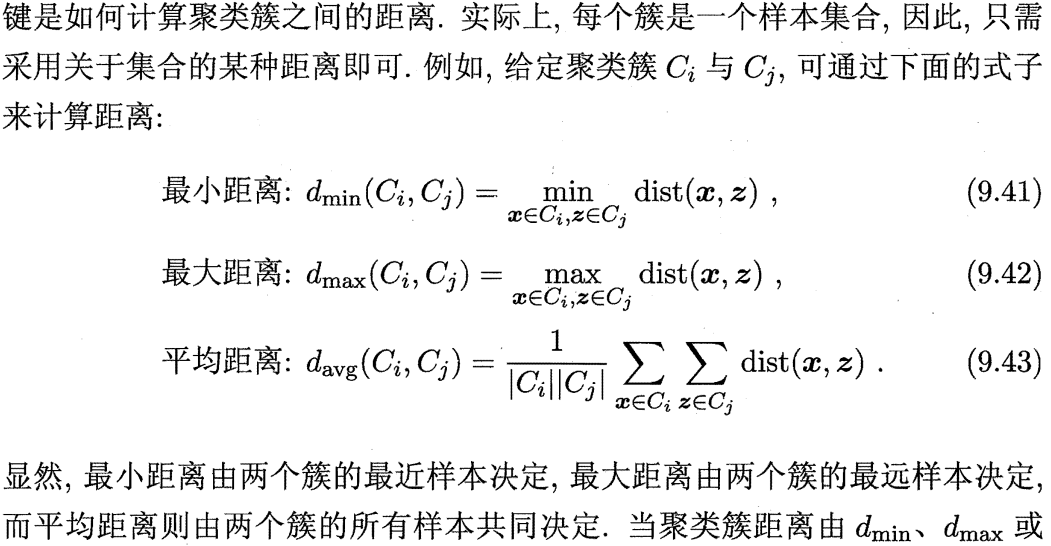 键是如何计算聚类簇之间的距离. 实际上, 每个簇是一个样本集合, 因此, 只需
采用关于集合的某种距离即可. 例如, 给定聚类簇 $C_i$ 与 $C_j$, 可通过下面的式子
来计算距离:
最小距离: $d_{\min}(C_i, C_j) = \min_{\boldsymbol{x} \in C_i, \boldsymbol{z} \in C_j} \text{dist}(\boldsymbol{x}, \boldsymbol{z})$ , (9.41)
最大距离: $d_{\max}(C_i, C_j) = \max_{\boldsymbol{x} \in C_i, \boldsymbol{z} \in C_j} \text{dist}(\boldsymbol{x}, \boldsymbol{z})$ , (9.42)
平均距离: $d_{\text{avg}}(C_i, C_j) = \frac{1}{|C_i||C_j|} \sum_{\boldsymbol{x} \in C_i} \sum_{\boldsymbol{z} \in C_j} \text{dist}(\boldsymbol{x}, \boldsymbol{z})$ . (9.43)
显然, 最小距离由两个簇的最近样本决定, 最大距离由两个簇的最远样本决定,
而平均距离则由两个簇的所有样本共同决定. 当聚类簇距离由 $d_{\min}$、$d_{\max}$ 或